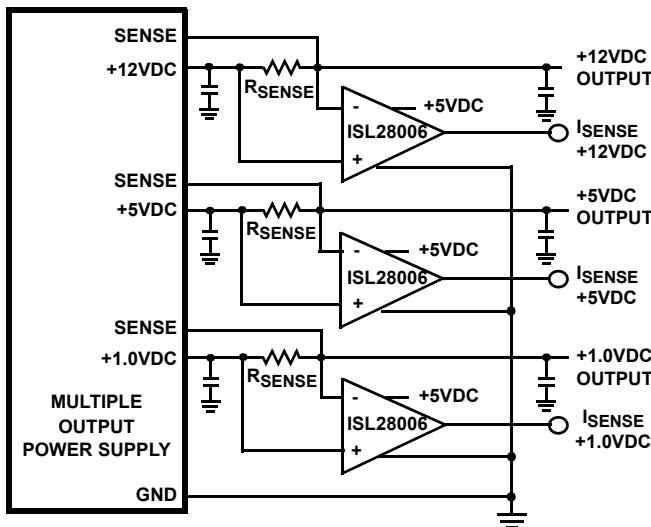 SENSE
+12VDC
RSENSE
+12VDC
OUTPUT
-
+5VDC
ISL28006
+
ISENSE
+12VDC
SENSE
+5VDC
RSENSE
+5VDC
OUTPUT
-
+5VDC
ISL28006
+
ISENSE
+5VDC
SENSE
+1.0VDC
RSENSE
+1.0VDC
OUTPUT
-
+5VDC
ISL28006
+
ISENSE
+1.0VDC
MULTIPLE
OUTPUT
POWER SUPPLY
GND